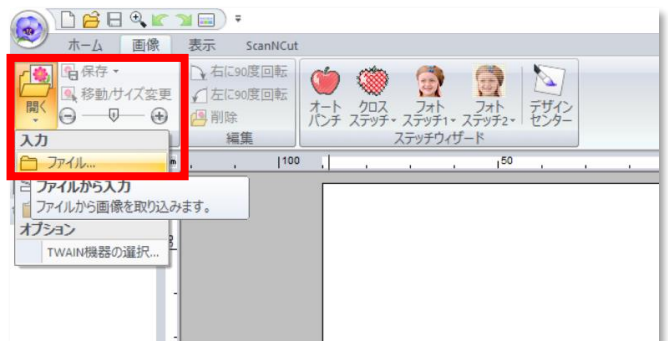 ホーム 画像 表示 ScanNCut
開く
保存
移動/サイズ変更
右に90度回転
左に90度回転
削除
編集
オート
パンチ
クロス
ステッチ
フォト
ステッチ1
フォト
ステッチ2
デザイン
センター
ステッチウィザード
入力
ファイル...
100
50
ファイルから入力
ファイルから画像を取り込みます。
オプション
TWAIN機器の選択...